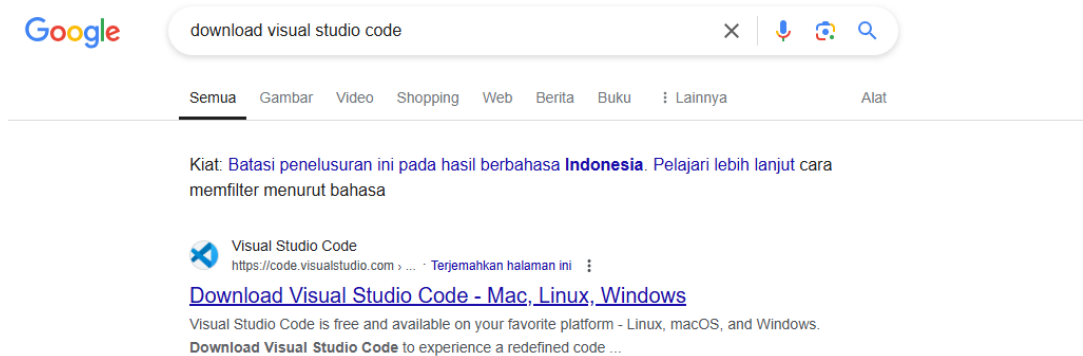 Google
download visual studio code
Semua Gambar Video Shopping Web Berita Buku Lainnya Alat
Kiat: Batasi penelusuran ini pada hasil berbahasa Indonesia. Pelajari lebih lanjut cara
memfilter menurut bahasa
Visual Studio Code
https://code.visualstudio.com › ... · Terjemahkan halaman ini
Download Visual Studio Code - Mac, Linux, Windows
Visual Studio Code is free and available on your favorite platform - Linux, macOS, and Windows.
Download Visual Studio Code to experience a redefined code ...